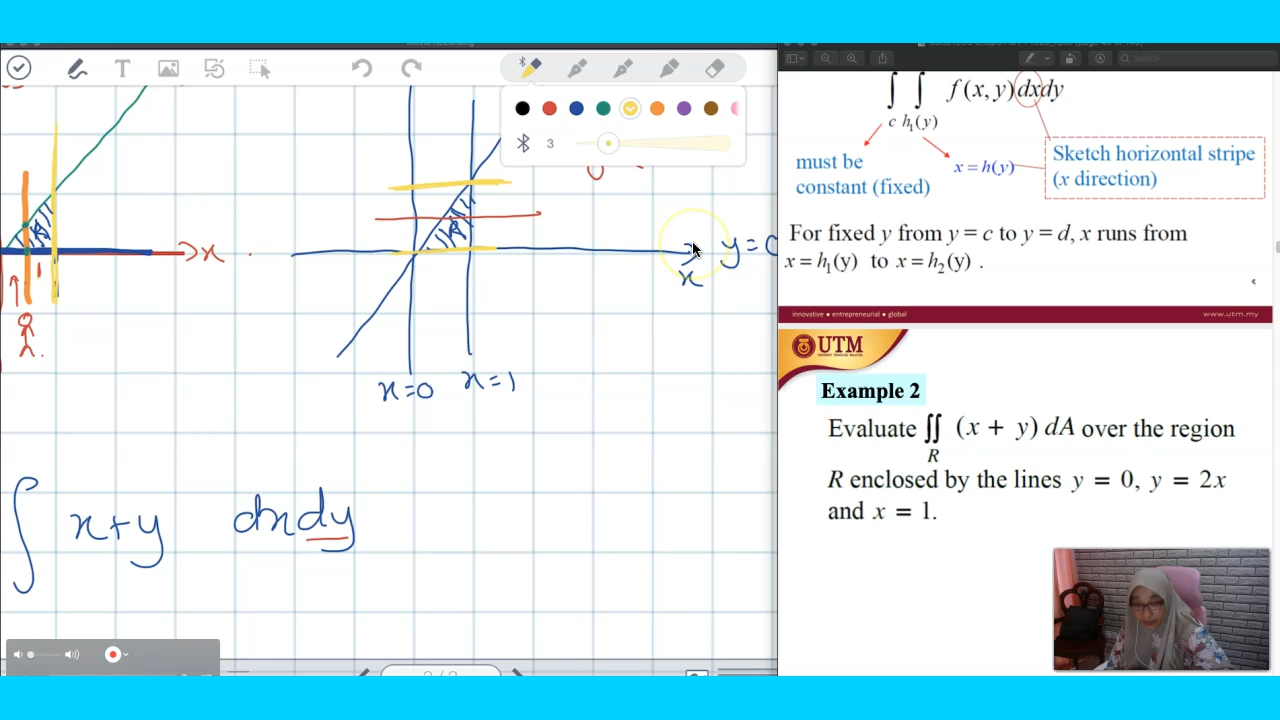 T
3
x
x
y = 0
x = 0
x = 1
∫ x+y dxdy
Search
∫ ∫ f(x, y)dxdy
c h₁(y)
must be
constant (fixed)
x = h(y)
Sketch horizontal stripe
(x direction)
For fixed y from y = c to y = d, x runs from
x = h₁(y) to x = h₂(y) .
innovative ● entrepreneurial ● global
www.utm.my
UTM
Example 2
Evaluate ∬ (x + y) dA over the region
R
R enclosed by the lines y = 0, y = 2x
and x = 1.